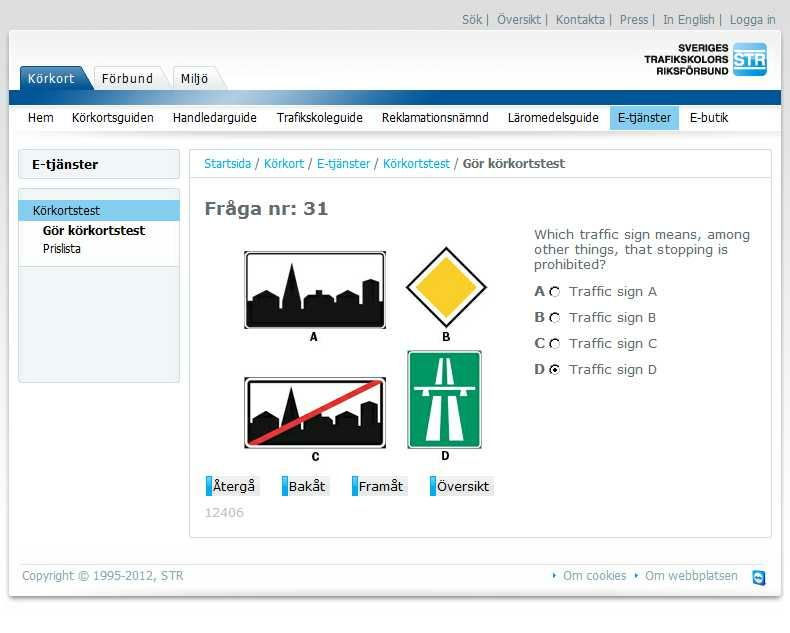 Sök | Översikt | Kontakta | Press | In English | Logga in
SVERIGES
TRAFIKSKOLORS
RIKSFÖRBUND
STR
Körkort Förbund Miljö
Hem Körkortsguiden Handledarguide Trafikskoleguide Reklamationsnämnd Läromedelsguide E-tjänster E-butik
E-tjänster
Körkortstest
Gör körkortstest
Prislista
Startsida / Körkort / E-tjänster / Körkortstest / Gör körkortstest
Fråga nr: 31
A
B
C
D
Which traffic sign means, among
other things, that stopping is
prohibited?
A Traffic sign A
B Traffic sign B
C Traffic sign C
D Traffic sign D
Återgå Bakåt Framåt Översikt
12406
Copyright © 1995-2012, STR
Om cookies Om webbplatsen